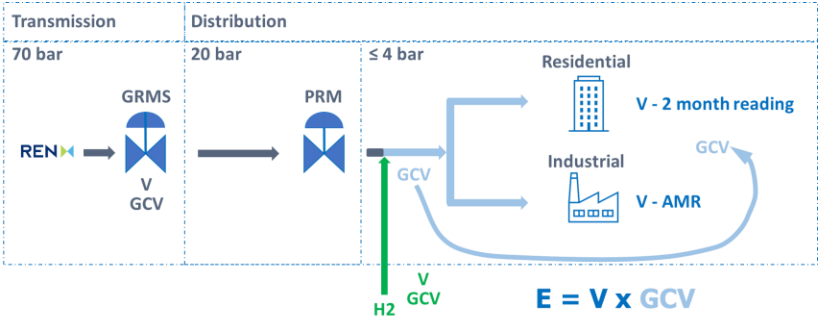 Transmission
Distribution
70 bar
20 bar
≤ 4 bar
Residential
GRMS
PRM
V - 2 month reading
REN
GCV
Industrial
V
GCV
GCV
V - AMR
V
GCV
H2
E = V x GCV